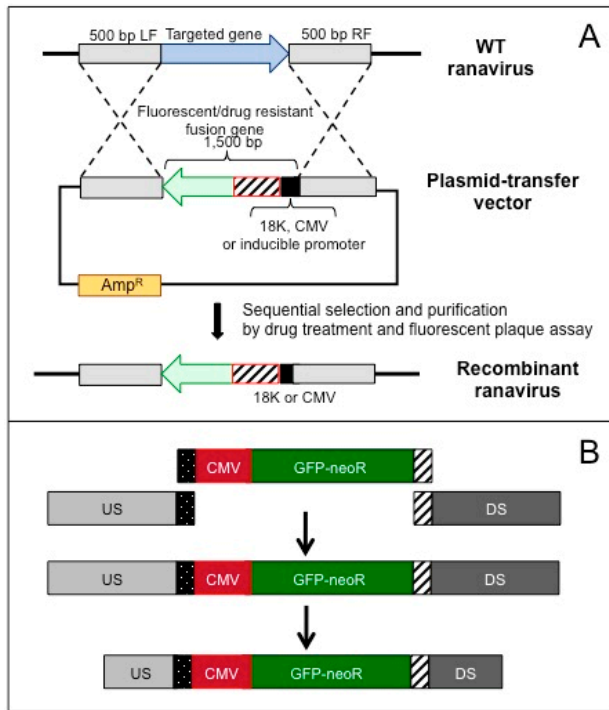 A
500 bp LF
Targeted gene
500 bp RF
WT
ranavirus
Fluorescent/drug resistant
fusion gene
1,500 bp
Plasmid-transfer
vector
18K, CMV
or inducible promoter
Amp^R
Sequential selection and purification
by drug treatment and fluorescent plaque assay
Recombinant
ranavirus
18K or CMV
B
CMV
GFP-neoR
US
DS
US
CMV
GFP-neoR
DS
US
CMV
GFP-neoR
DS